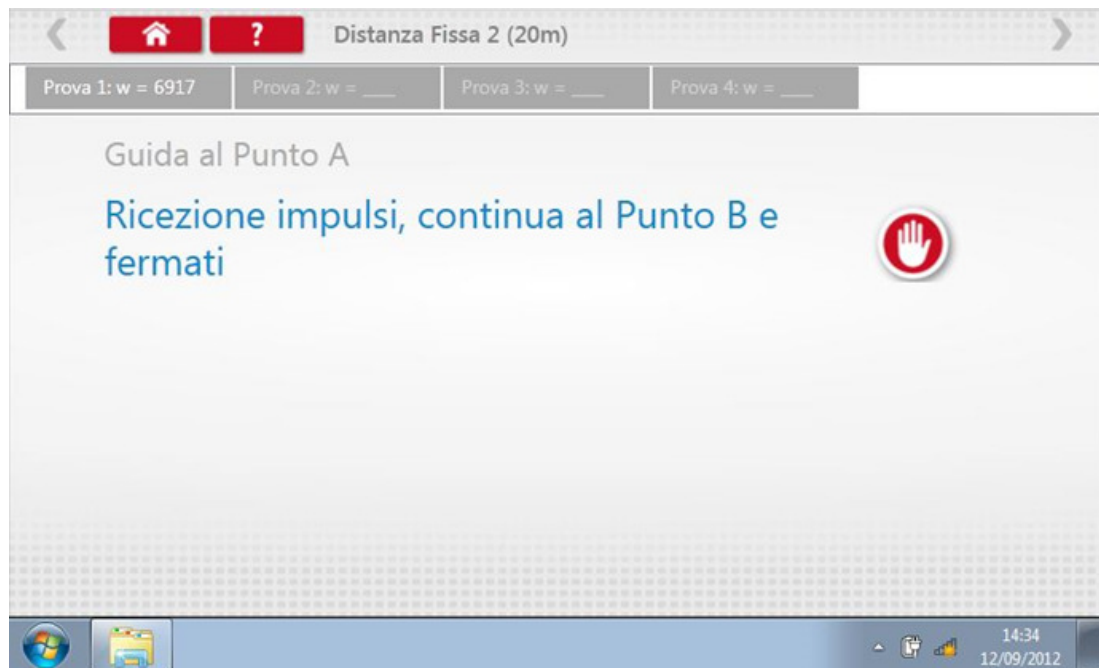 ? Distanza Fissa 2 (20m)
Prova 1: w = 6917 Prova 2: w = ___ Prova 3: w = ___ Prova 4: w = ___
Guida al Punto A
Ricezione impulsi, continua al Punto B e
fermati
14:34
12/09/2012